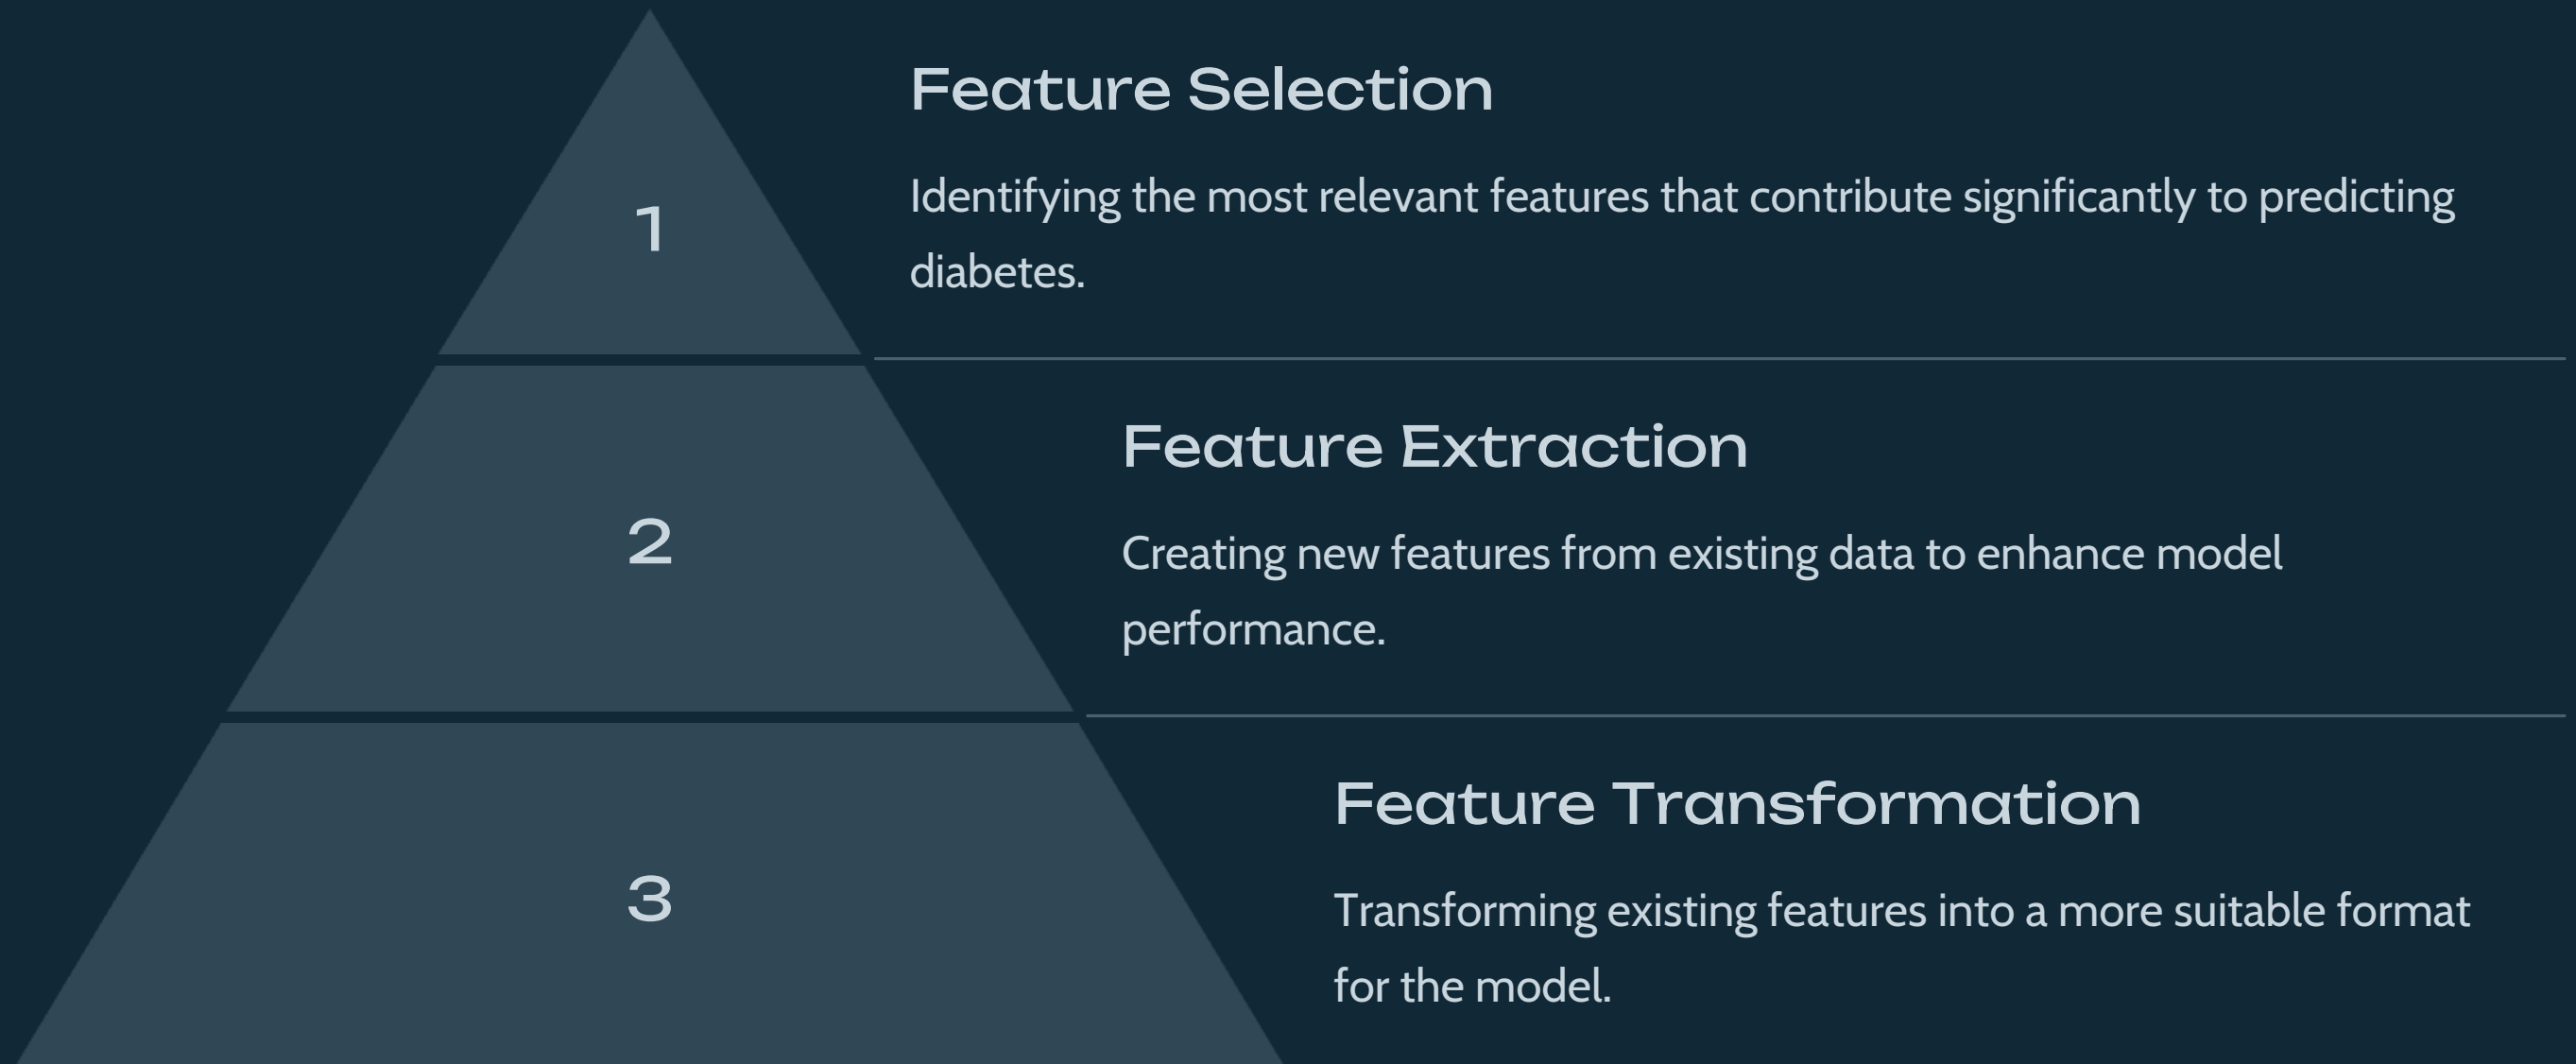 Feature Selection
1
Identifying the most relevant features that contribute significantly to predicting
diabetes.
Feature Extraction
2
Creating new features from existing data to enhance model
performance.
Feature Transformation
3
Transforming existing features into a more suitable format
for the model.